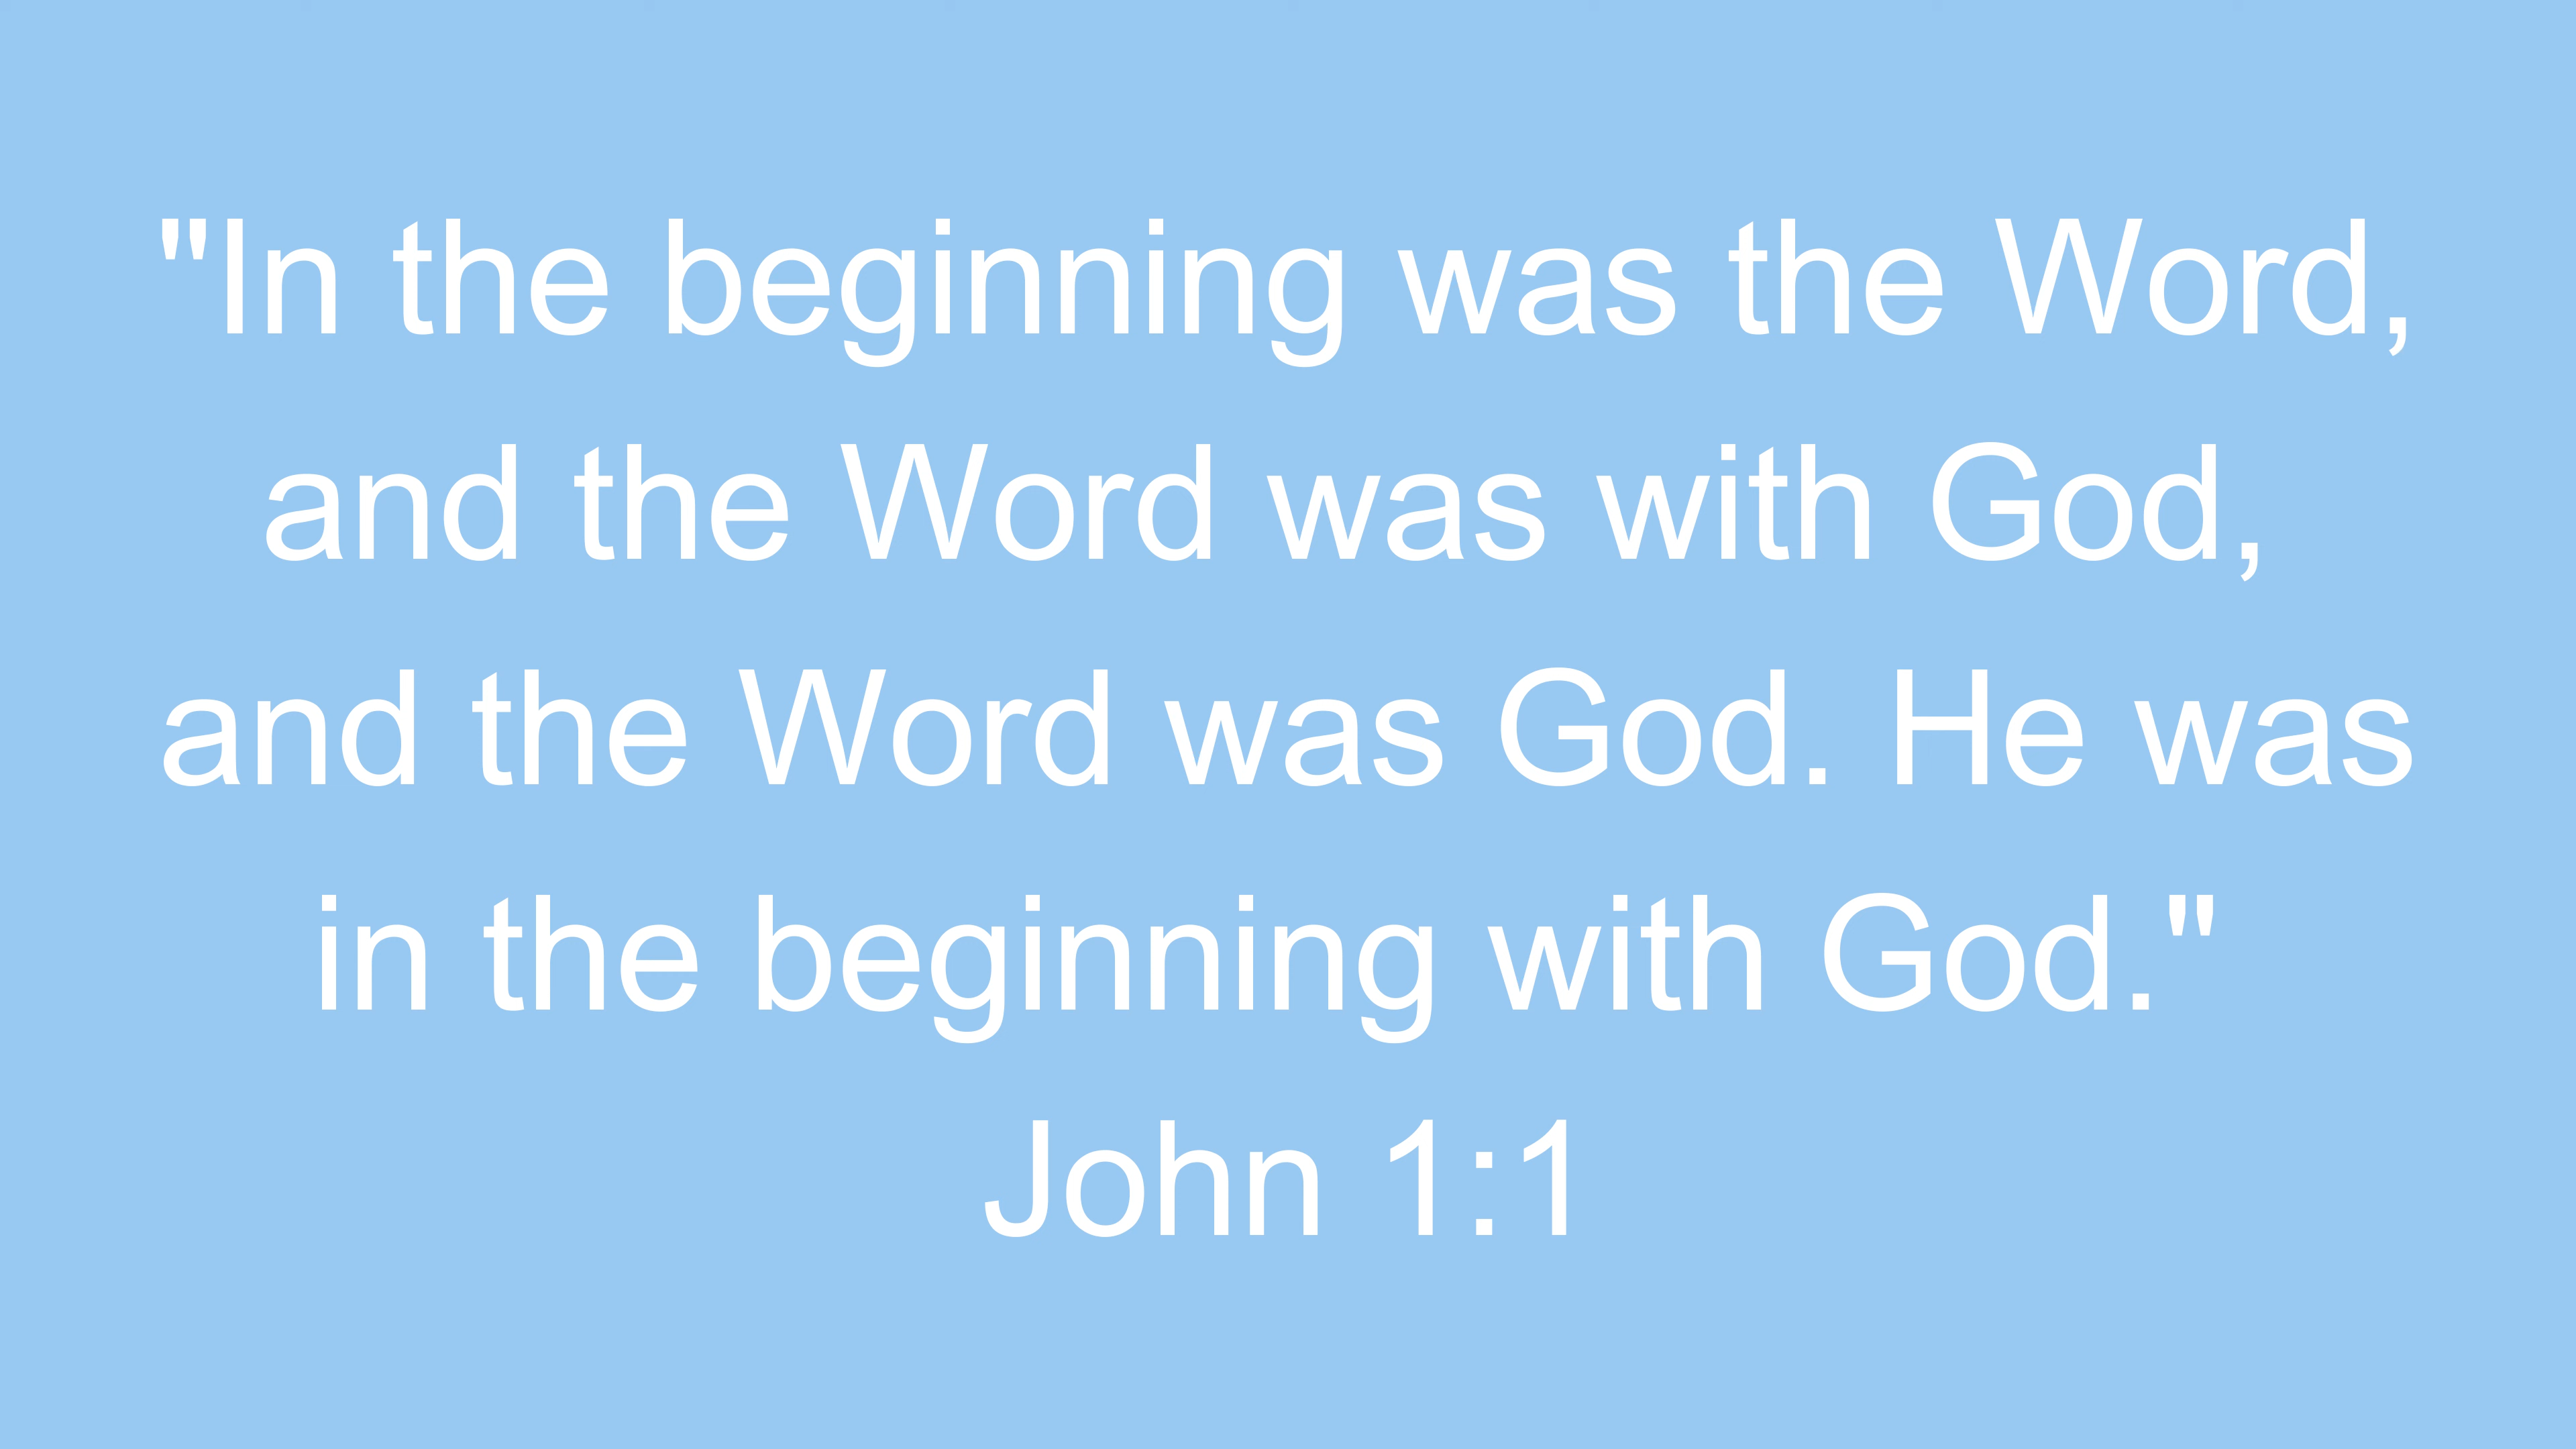 "In the beginning was the Word,
and the Word was with God,
and the Word was God. He was
in the beginning with God."
John 1:1